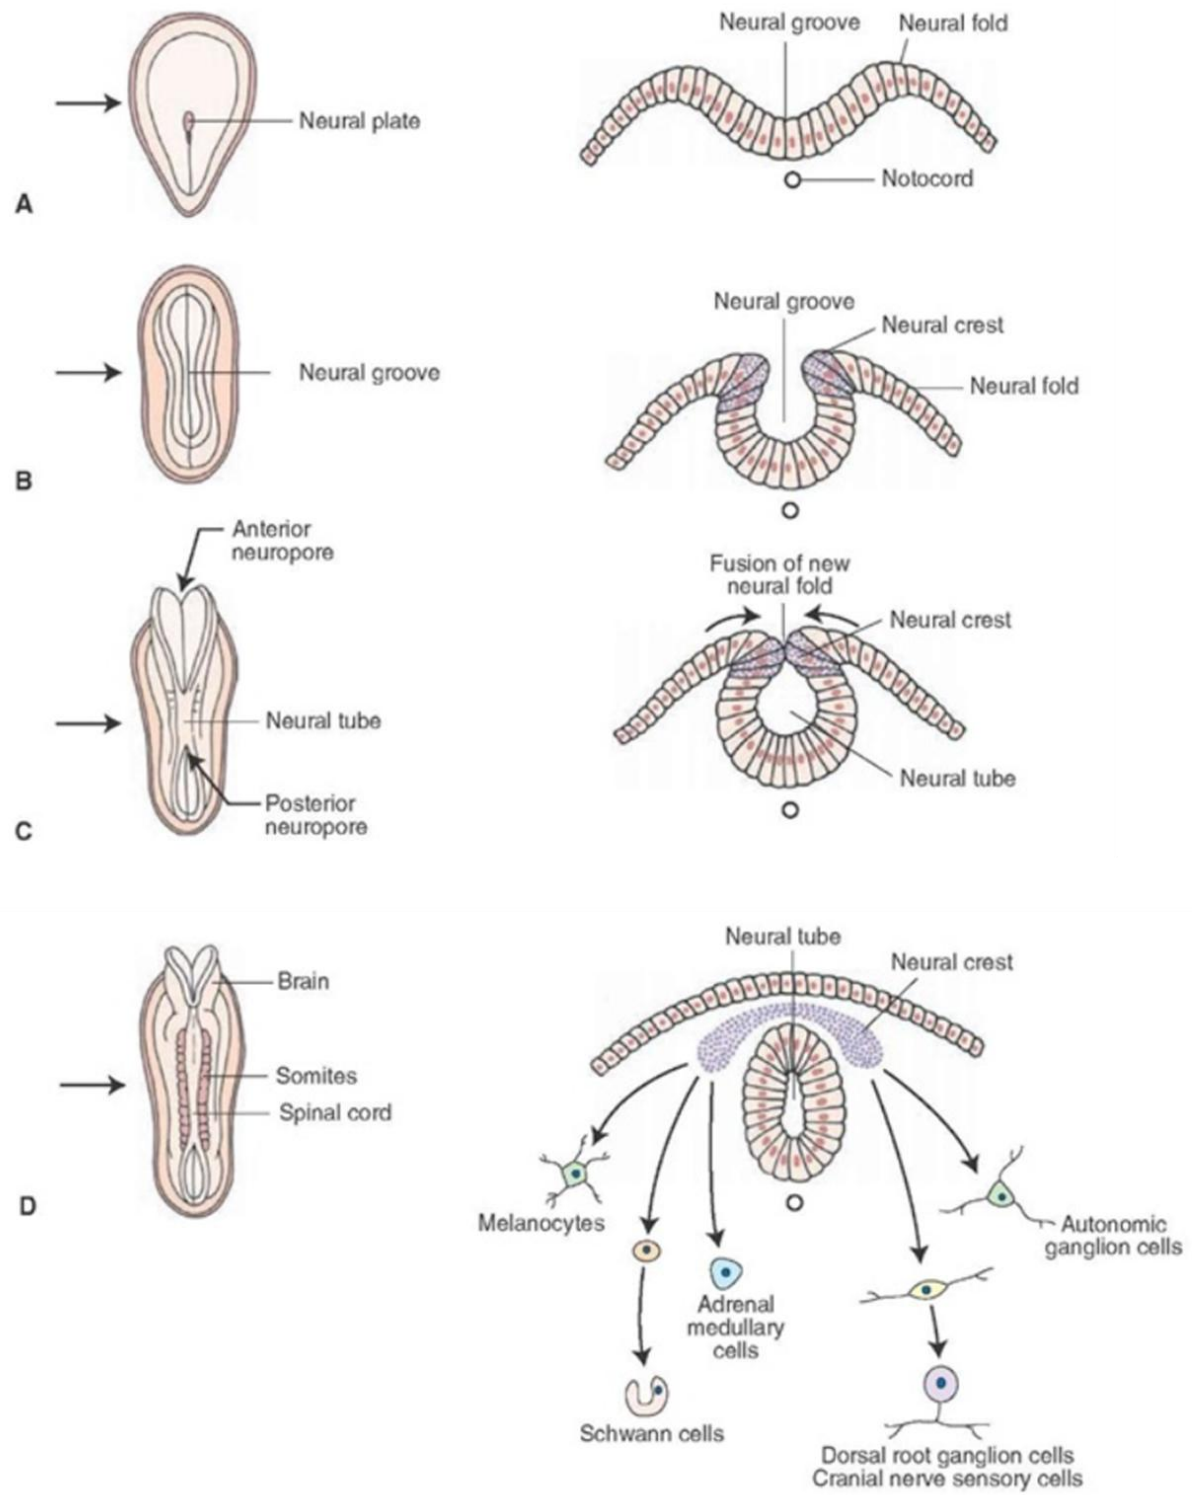 Neural groove
Neural fold
Neural plate
Notocord
A
Neural groove
Neural crest
Neural groove
Neural fold
B
Anterior
neuropore
Fusion of new
neural fold
Neural crest
Neural tube
Neural tube
Posterior
neuropore
C
Neural tube
Neural crest
Brain
Somites
Spinal cord
D
Melanocytes
Autonomic
ganglion cells
Adrenal
medullary
cells
Schwann cells
Dorsal root ganglion cells
Cranial nerve sensory cells